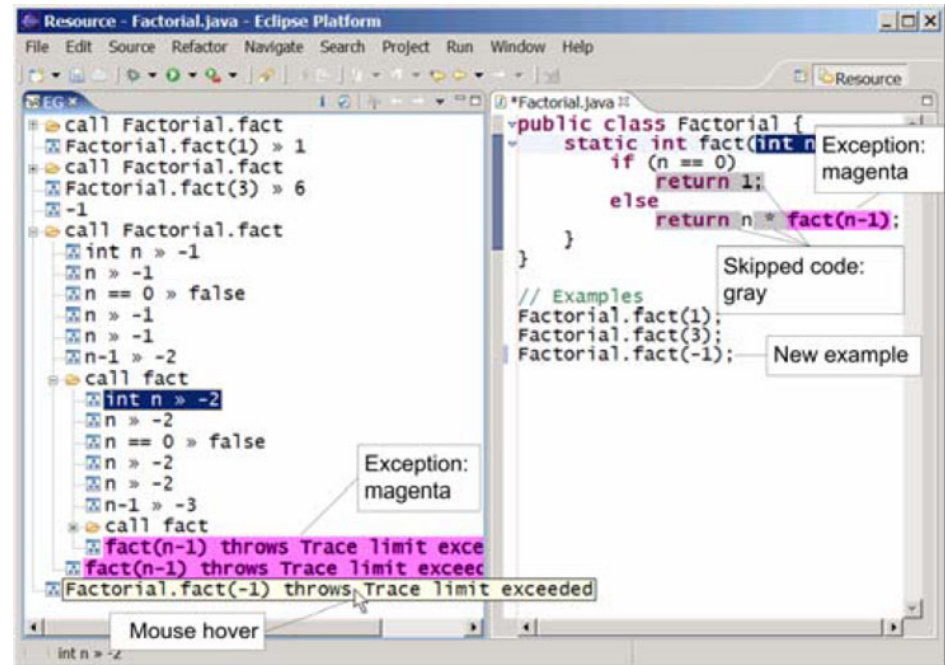 Resource - Factorial.java - Eclipse Platform
File Edit Source Refactor Navigate Search Project Run Window Help
Resource
EG
call Factorial.fact
Factorial.fact(1) » 1
call Factorial.fact
Factorial.fact(3) » 6
-1
call Factorial.fact
int n » -1
n » -1
n == 0 » false
n » -1
n » -1
n-1 » -2
call fact
int n » -2
n » -2
n == 0 » false
n » -2
n » -2
n-1 » -3
call fact
fact(n-1) throws Trace limit exce
fact(n-1) throws Trace limit exceed
Factorial.fact(-1) throws Trace limit exceeded
Exception:
magenta
Mouse hover
int n » -2
*Factorial.java
public class Factorial {
static int fact(int n
if (n == 0)
return 1;
else
return n * fact(n-1);
}
}
// Examples
Factorial.fact(1);
Factorial.fact(3);
Factorial.fact(-1);
Exception:
magenta
Skipped code:
gray
New example